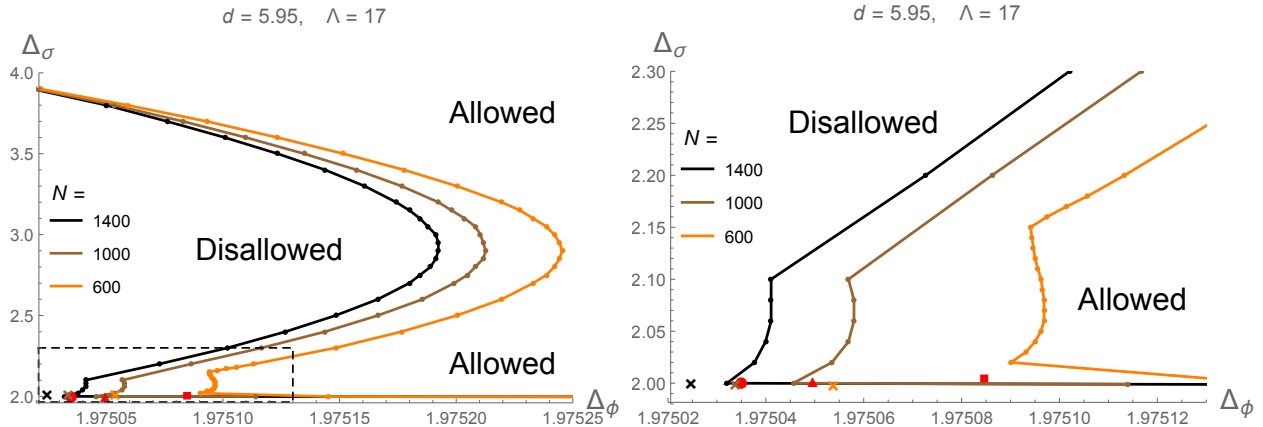 d = 5.95, Λ = 17
Δσ
4.0
3.5
3.0
2.5
2.0
Allowed
Disallowed
Allowed
N =
1400
1000
600
1.97505
1.97510
1.97515
1.97520
1.97525
Δϕ
d = 5.95, Λ = 17
Δσ
2.30
2.25
2.20
2.15
2.10
2.05
2.00
Disallowed
Allowed
N =
1400
1000
600
1.97502
1.97504
1.97506
1.97508
1.97510
1.97512
Δϕ